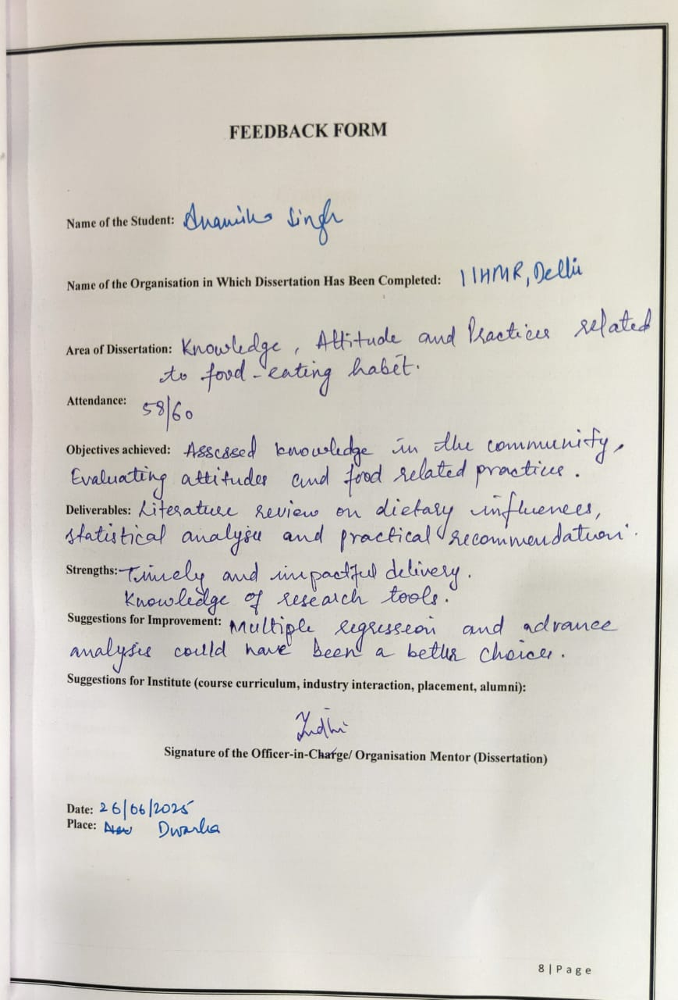 FEEDBACK FORM
Name of the Student: Anamika Singh
Name of the Organisation in Which Dissertation Has Been Completed: IIHMR, Delhi
Area of Dissertation: Knowledge, Attitude and Practices related
to food-eating habit.
Attendance: 58/60
Objectives achieved: Assessed knowledge in the community,
Evaluating attitudes and food related practices.
Deliverables: Literature review on dietary influences,
statistical analysis and practical recommendation.
Strengths: Timely and impactful delivery.
Knowledge of research tools.
Suggestions for Improvement: Multiple regression and advance
analysis could have been a better choice.
Suggestions for Institute (course curriculum, industry interaction, placement, alumni):
Signature of the Officer-in-Charge/ Organisation Mentor (Dissertation)
Date: 26/06/2025
Place: Dwarka
8 | Page